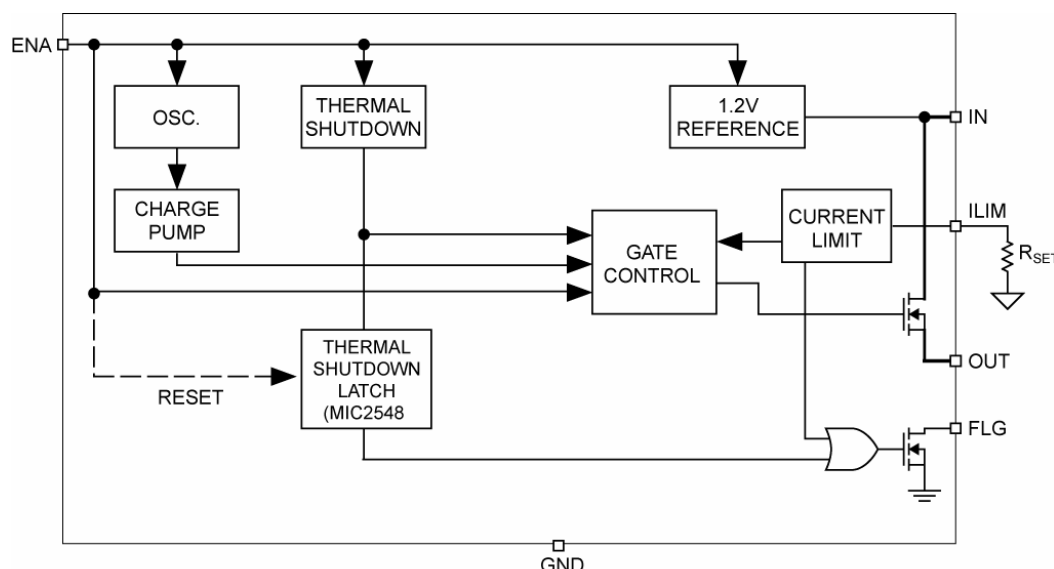 ENA
OSC.
THERMAL
SHUTDOWN
1.2V
REFERENCE
IN
CHARGE
PUMP
GATE
CONTROL
CURRENT
LIMIT
ILIM
RSET
THERMAL
SHUTDOWN
LATCH
(MIC2548
RESET
OUT
FLG
GND